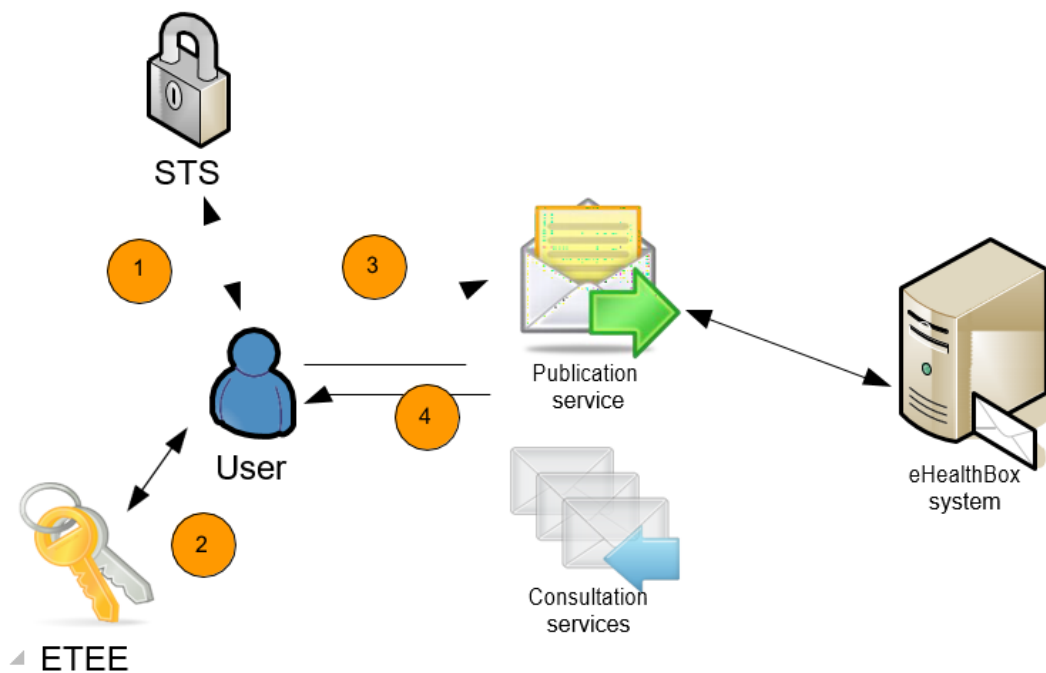 STS
1
3
Publication
service
4
User
eHealthBox
system
2
Consultation
services
ETEE